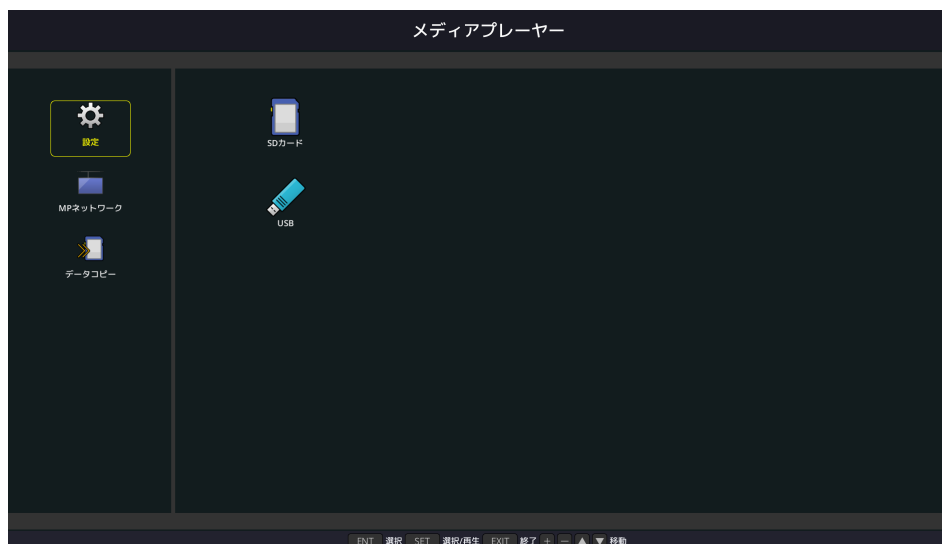 メディアプレーヤー
設定
MPネットワーク
データコピー
SDカード
USB
ENT 選択 SET 選択/再生 EXIT 終了 + − ▲ ▼ 移動